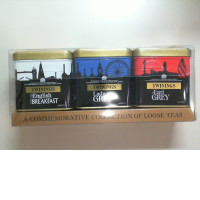 TWININGS
English
BREAKFAST
TWININGS
Lady
GREY
TWININGS
Earl
GREY
A COMMEMORATIVE COLLECTION OF LOOSE TEAS